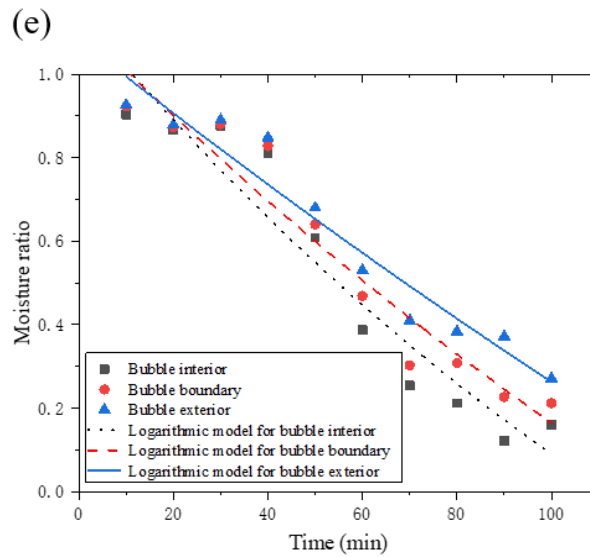 (e)
1.0
0.8
0.6
0.4
0.2
0.0
Moisture ratio
Bubble interior
Bubble boundary
Bubble exterior
Logarithmic model for bubble interior
Logarithmic model for bubble boundary
Logarithmic model for bubble exterior
0 20 40 60 80 100
Time (min)